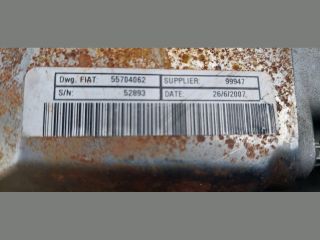 Dwg. FIAT 55704062 SUPPLIER 99947
S/N: 52893 DATE: 26/6/2007,